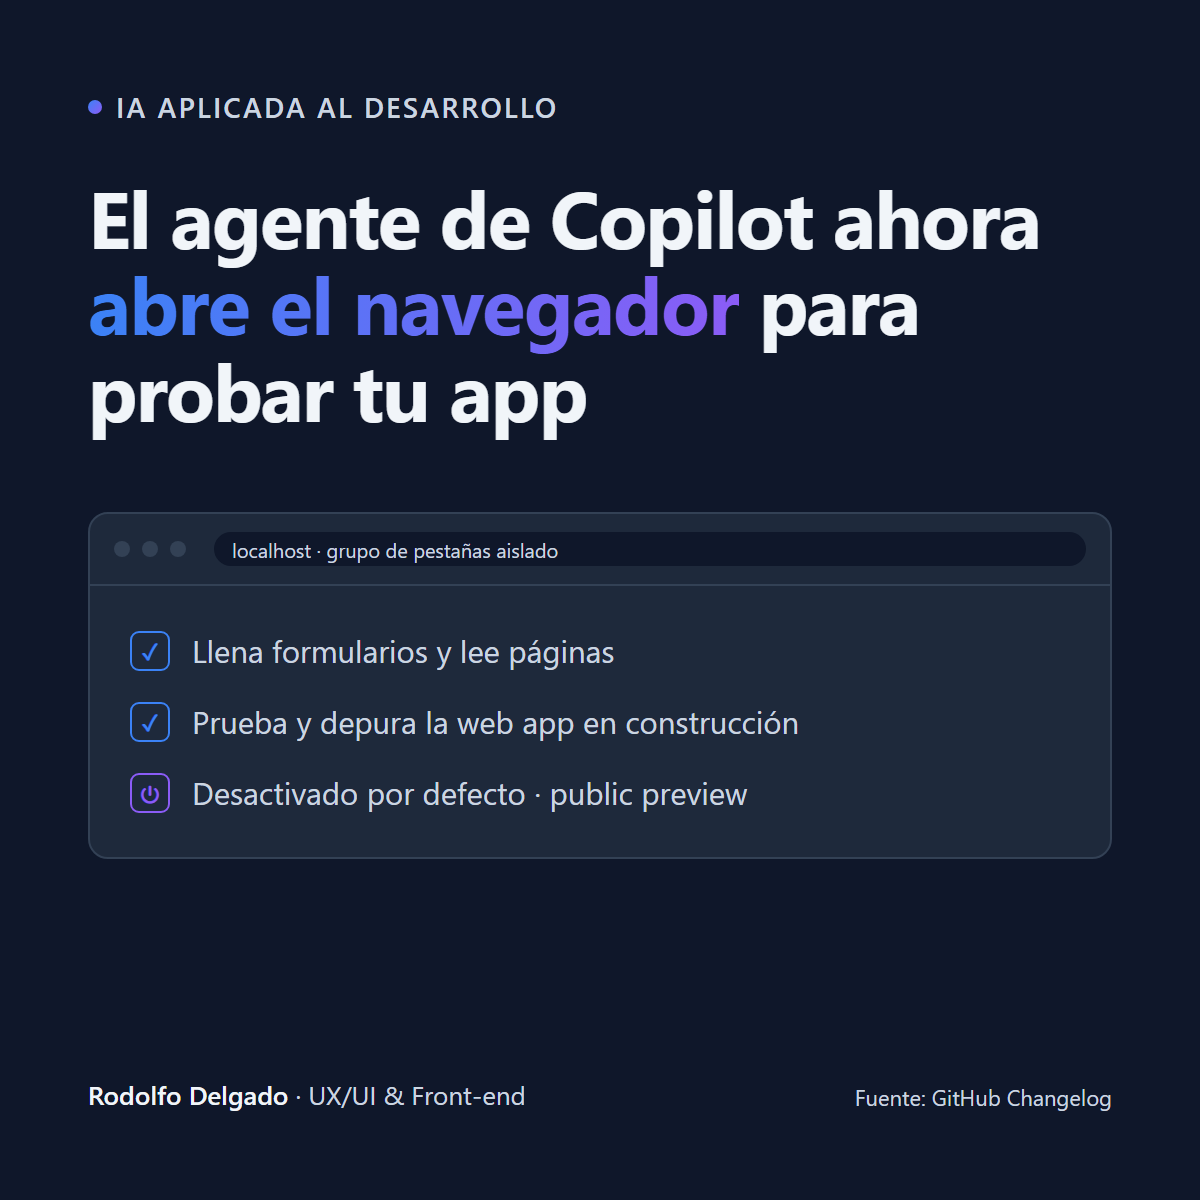 IA APLICADA AL DESARROLLO
El agente de Copilot ahora
abre el navegador para
probar tu app
localhost · grupo de pestañas aislado
Llena formularios y lee páginas
Prueba y depura la web app en construcción
Desactivado por defecto · public preview
Rodolfo Delgado · UX/UI & Front-end
Fuente: GitHub Changelog